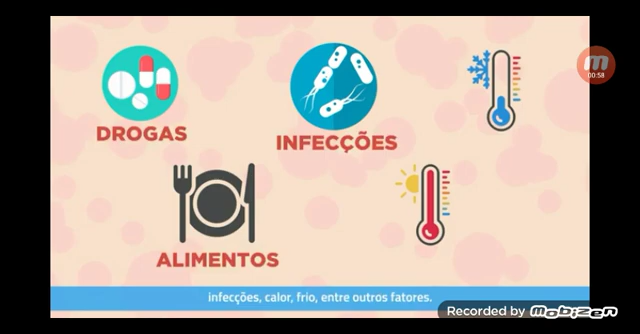 M
00:58
DROGAS
INFECÇÕES
ALIMENTOS
infecções, calor, frio, entre outros fatores.
Recorded by mobizen